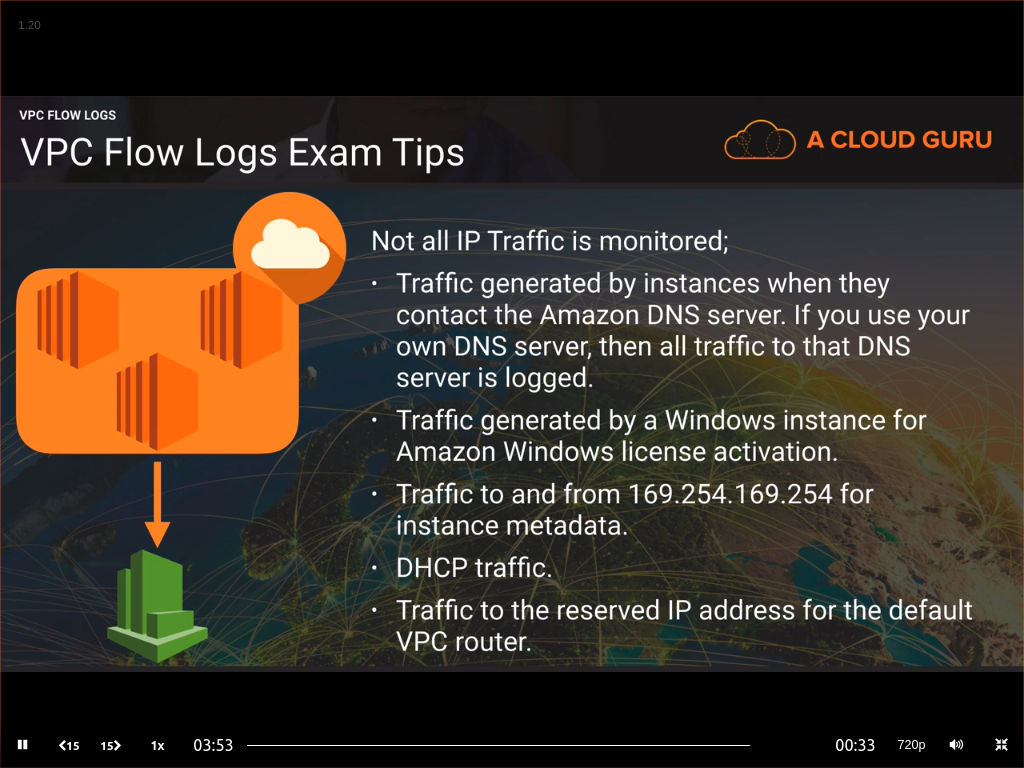 1.20
VPC FLOW LOGS
VPC Flow Logs Exam Tips
A CLOUD GURU
Not all IP Traffic is monitored;
• Traffic generated by instances when they
contact the Amazon DNS server. If you use your
own DNS server, then all traffic to that DNS
server is logged.
• Traffic generated by a Windows instance for
Amazon Windows license activation.
• Traffic to and from 169.254.169.254 for
instance metadata.
• DHCP traffic.
• Traffic to the reserved IP address for the default
VPC router.
15 15 1x 03:53 00:33 720p